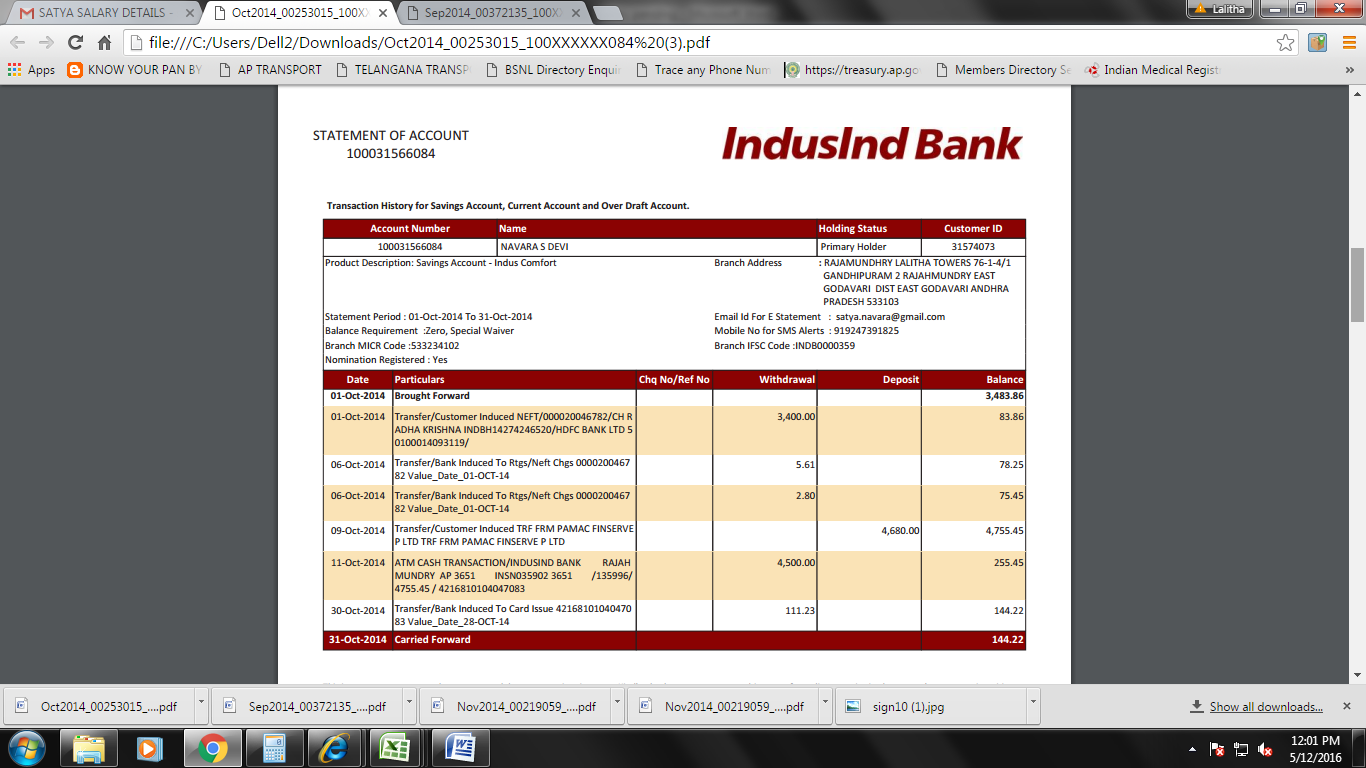 SATYA SALARY DETAILS -
Oct2014_00253015_100XX
Sep2014_00372135_100XX
Lalitha
file:///C:/Users/Dell2/Downloads/Oct2014_00253015_100XXXXXX084%20(3).pdf
Apps
KNOW YOUR PAN BY
AP TRANSPORT
TELANGANA TRANSP
BSNL Directory Enquir
Trace any Phone Num
https://treasury.ap.go
Members Directory Se
Indian Medical Regist
STATEMENT OF ACCOUNT
100031566084
IndusInd Bank
Transaction History for Savings Account, Current Account and Over Draft Account.
Account Number Name Holding Status Customer ID
100031566084 NAVARA S DEVI Primary Holder 31574073
Product Description: Savings Account - Indus Comfort
Branch Address : RAJAMUNDHRY LALITHA TOWERS 76-1-4/1
GANDHIPURAM 2 RAJAHMUNDRY EAST
GODAVARI DIST EAST GODAVARI ANDHRA
PRADESH 533103
Statement Period : 01-Oct-2014 To 31-Oct-2014 Email Id For E Statement : satya.navara@gmail.com
Balance Requirement :Zero, Special Waiver Mobile No for SMS Alerts : 919247391825
Branch MICR Code :533234102 Branch IFSC Code :INDB0000359
Nomination Registered : Yes
Date Particulars Chq No/Ref No Withdrawal Deposit Balance
01-Oct-2014 Brought Forward 3,483.86
01-Oct-2014 Transfer/Customer Induced NEFT/000020046782/CH R 3,400.00 83.86
ADHA KRISHNA INDBH14274246520/HDFC BANK LTD 5
0100014093119/
06-Oct-2014 Transfer/Bank Induced To Rtgs/Neft Chgs 0000200467 5.61 78.25
82 Value_Date_01-OCT-14
06-Oct-2014 Transfer/Bank Induced To Rtgs/Neft Chgs 0000200467 2.80 75.45
82 Value_Date_01-OCT-14
09-Oct-2014 Transfer/Customer Induced TRF FRM PAMAC FINSERVE 4,680.00 4,755.45
P LTD TRF FRM PAMAC FINSERVE P LTD
11-Oct-2014 ATM CASH TRANSACTION/INDUSIND BANK RAJAH 4,500.00 255.45
MUNDRY AP 3651 INSN035902 3651 /135996/
4755.45 / 4216810104047083
30-Oct-2014 Transfer/Bank Induced To Card Issue 42168101040470 111.23 144.22
83 Value_Date_28-OCT-14
31-Oct-2014 Carried Forward 144.22
Oct2014_00253015_....pdf
Sep2014_00372135_....pdf
Nov2014_00219059_....pdf
Nov2014_00219059_....pdf
sign10 (1).jpg
Show all downloads...
12:01 PM
5/12/2016